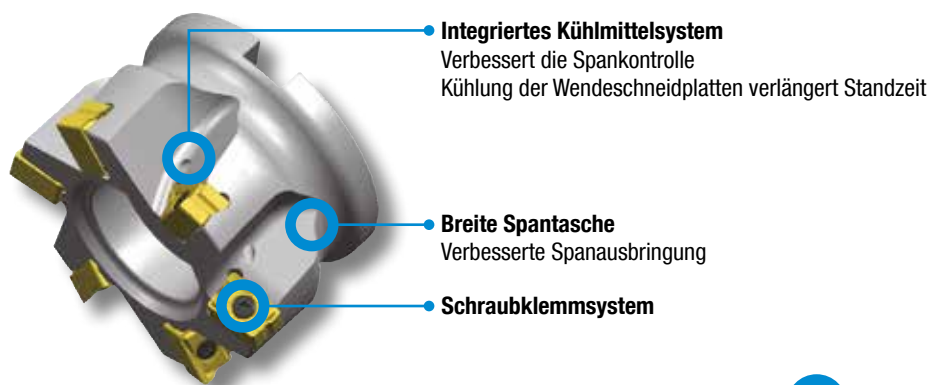 Integriertes Kühlmittelsystem
Verbessert die Spankontrolle
Kühlung der Wendeschneidplatten verlängert Standzeit
Breite Spantasche
Verbesserte Spanausbringung
Schraubklemmsystem